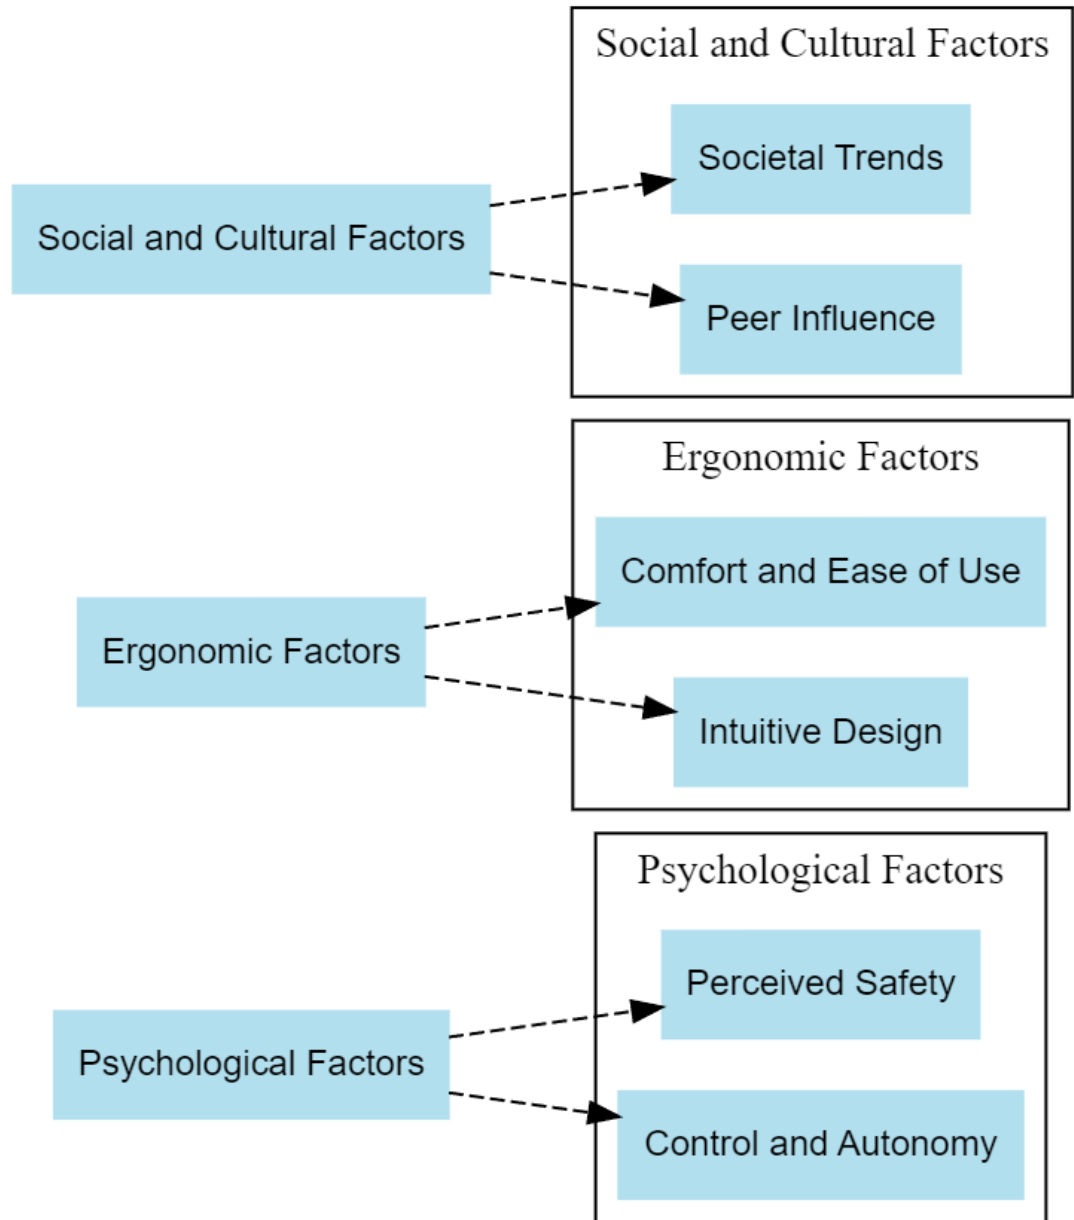 Social and Cultural Factors
Societal Trends
Social and Cultural Factors
Peer Influence
Ergonomic Factors
Comfort and Ease of Use
Ergonomic Factors
Intuitive Design
Psychological Factors
Perceived Safety
Psychological Factors
Control and Autonomy